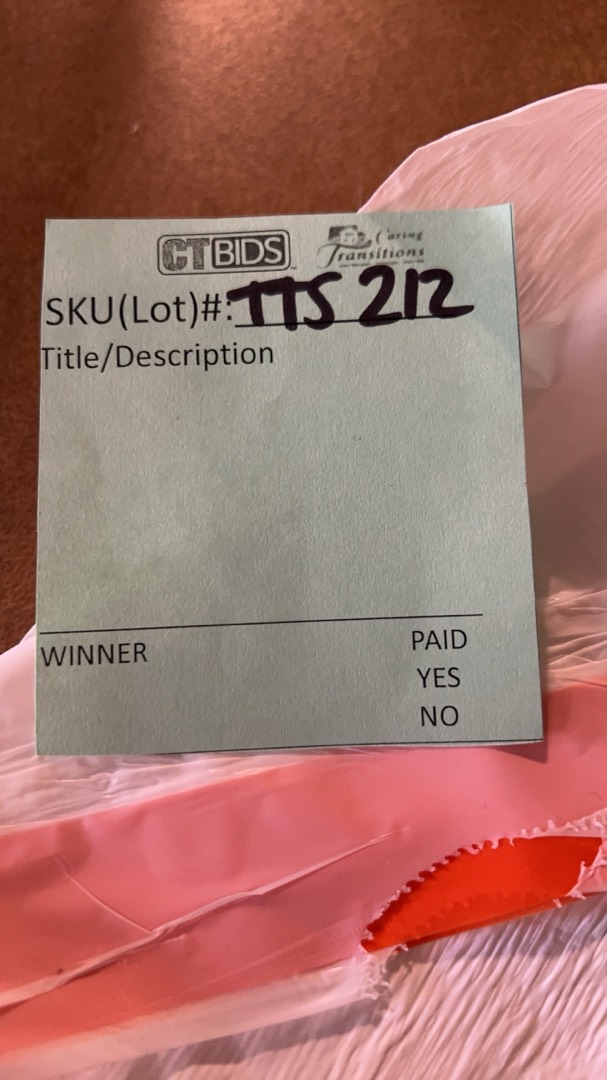 CTBIDS
Caring
Transitions
SKU(Lot)#: TTS 212
Title/Description
WINNER
PAID
YES
NO